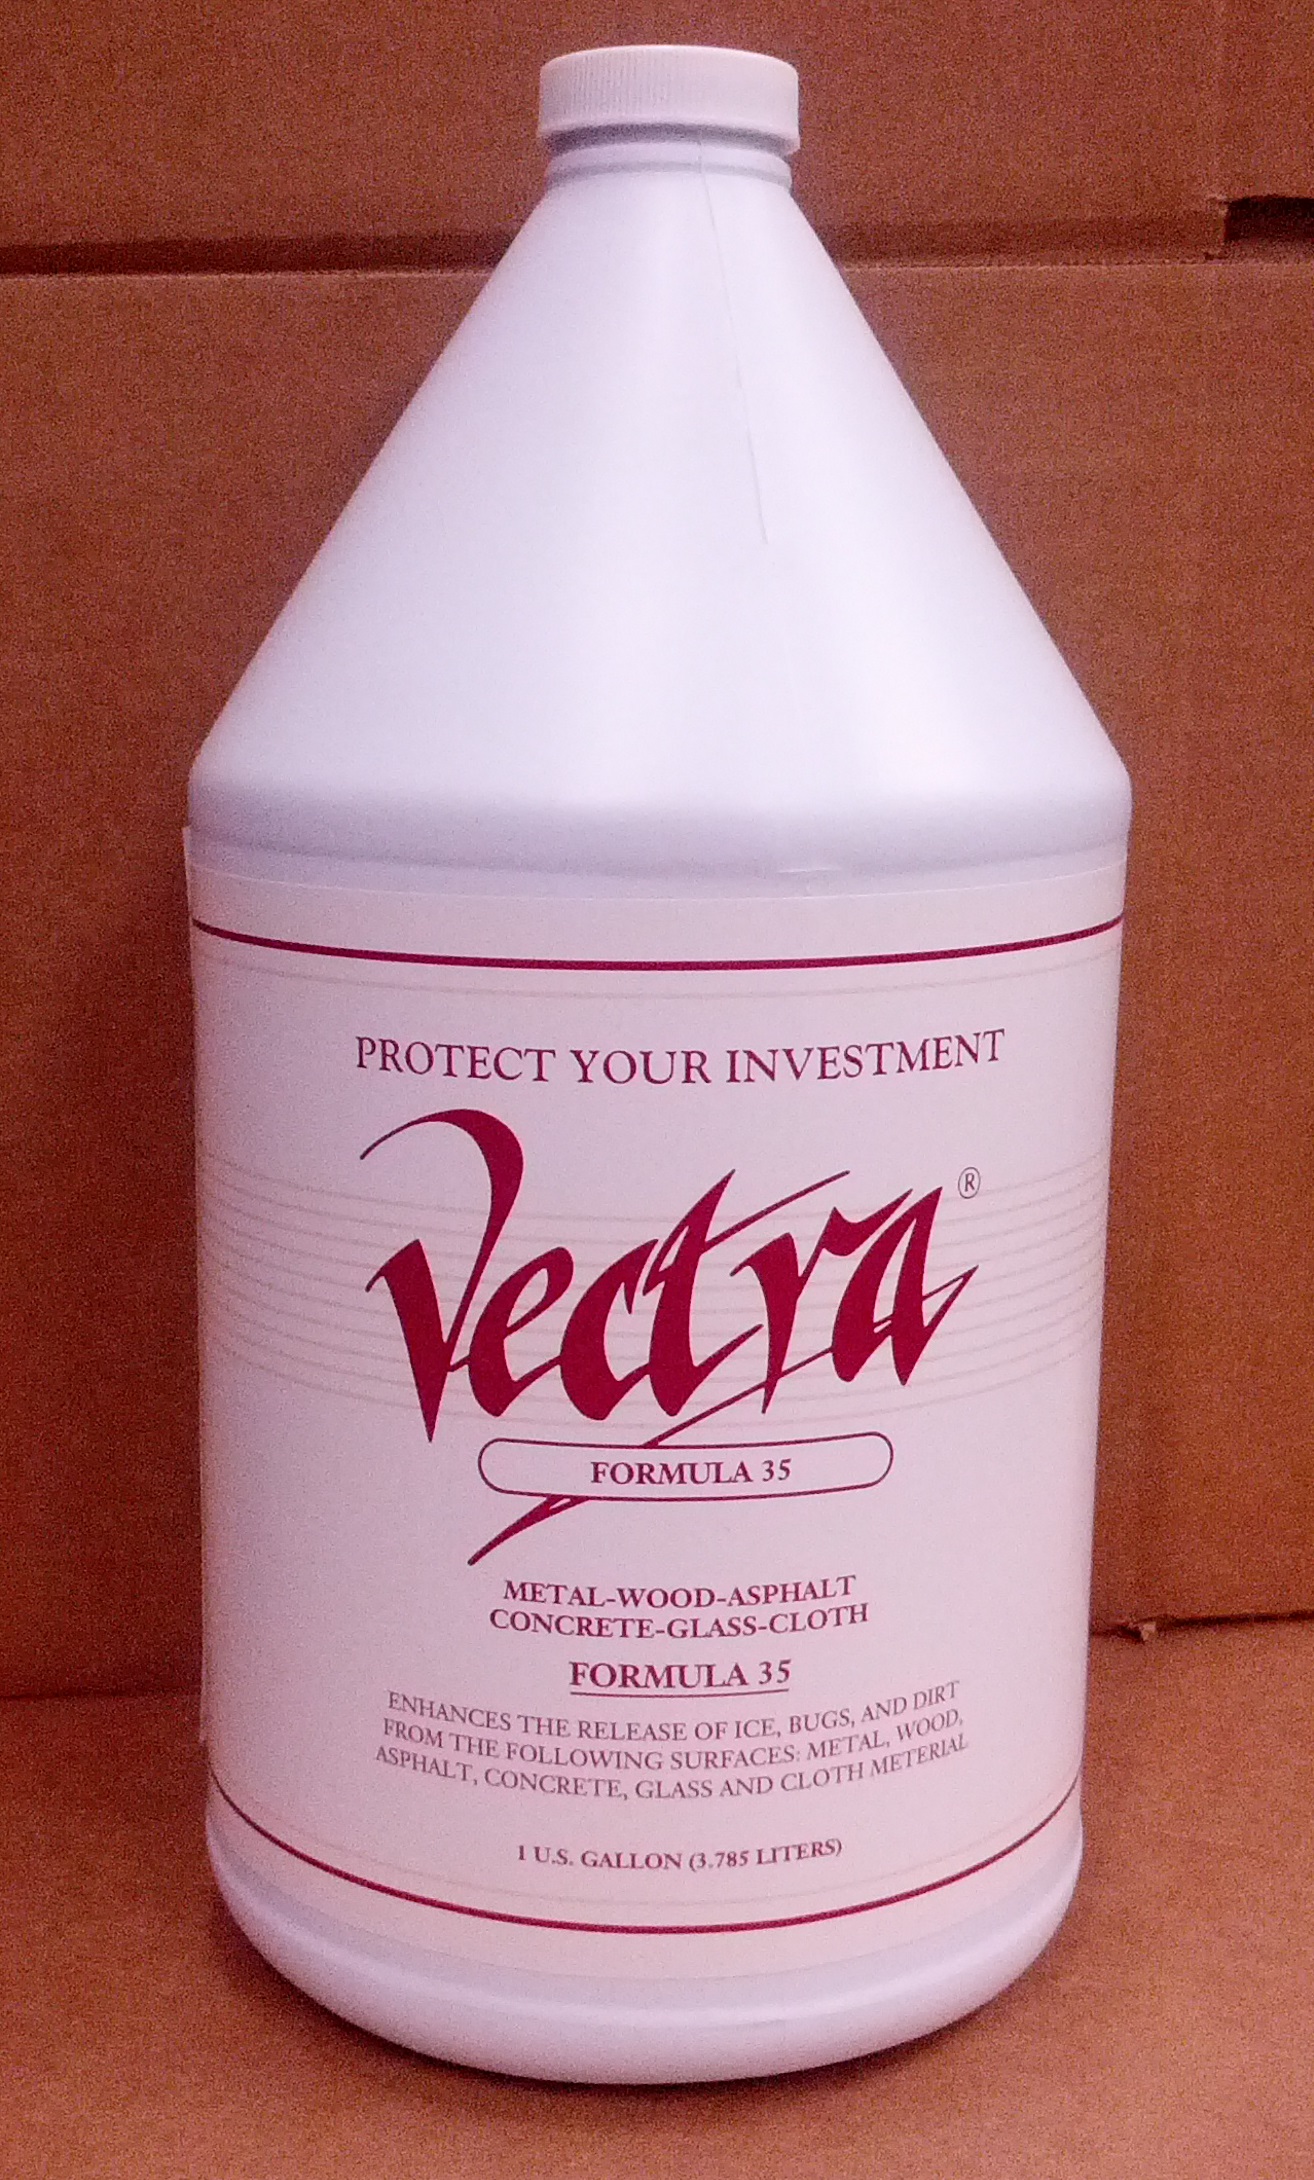 PROTECT YOUR INVESTMENT
Vectra®
FORMULA 35
METAL-WOOD-ASPHALT
CONCRETE-GLASS-CLOTH
FORMULA 35
ENHANCES THE RELEASE OF ICE, BUGS, AND DIRT
FROM THE FOLLOWING SURFACES: METAL, WOOD,
ASPHALT, CONCRETE, GLASS AND CLOTH METERIAL
1 U.S. GALLON (3.785 LITERS)